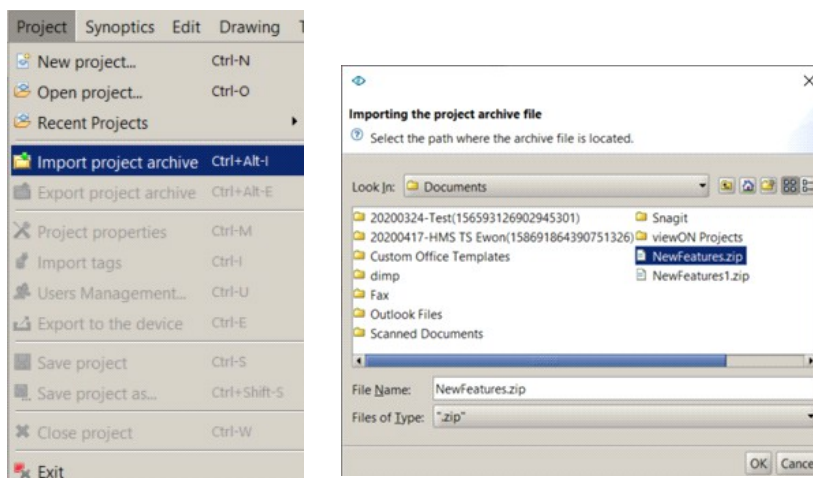 Project Synoptics Edit Drawing
New project... Ctrl-N
Open project... Ctrl-O
Recent Projects
Import project archive Ctrl+Alt-I
Export project archive Ctrl+Alt-E
Project properties Ctrl-M
Import tags Ctrl-I
Users Management... Ctrl-U
Export to the device Ctrl-E
Save project Ctrl-S
Save project as... Ctrl+Shift-S
Close project Ctrl-W
Exit
Importing the project archive file
Select the path where the archive file is located.
Look In: Documents
20200324-Test(156593126902945301) Snagit
20200417-HMS TS Ewon(158691864390751326) viewON Projects
Custom Office Templates NewFeatures.zip
dimp NewFeatures1.zip
Fax
Outlook Files
Scanned Documents
File Name: NewFeatures.zip
Files of Type: ".zip"
OK Cance